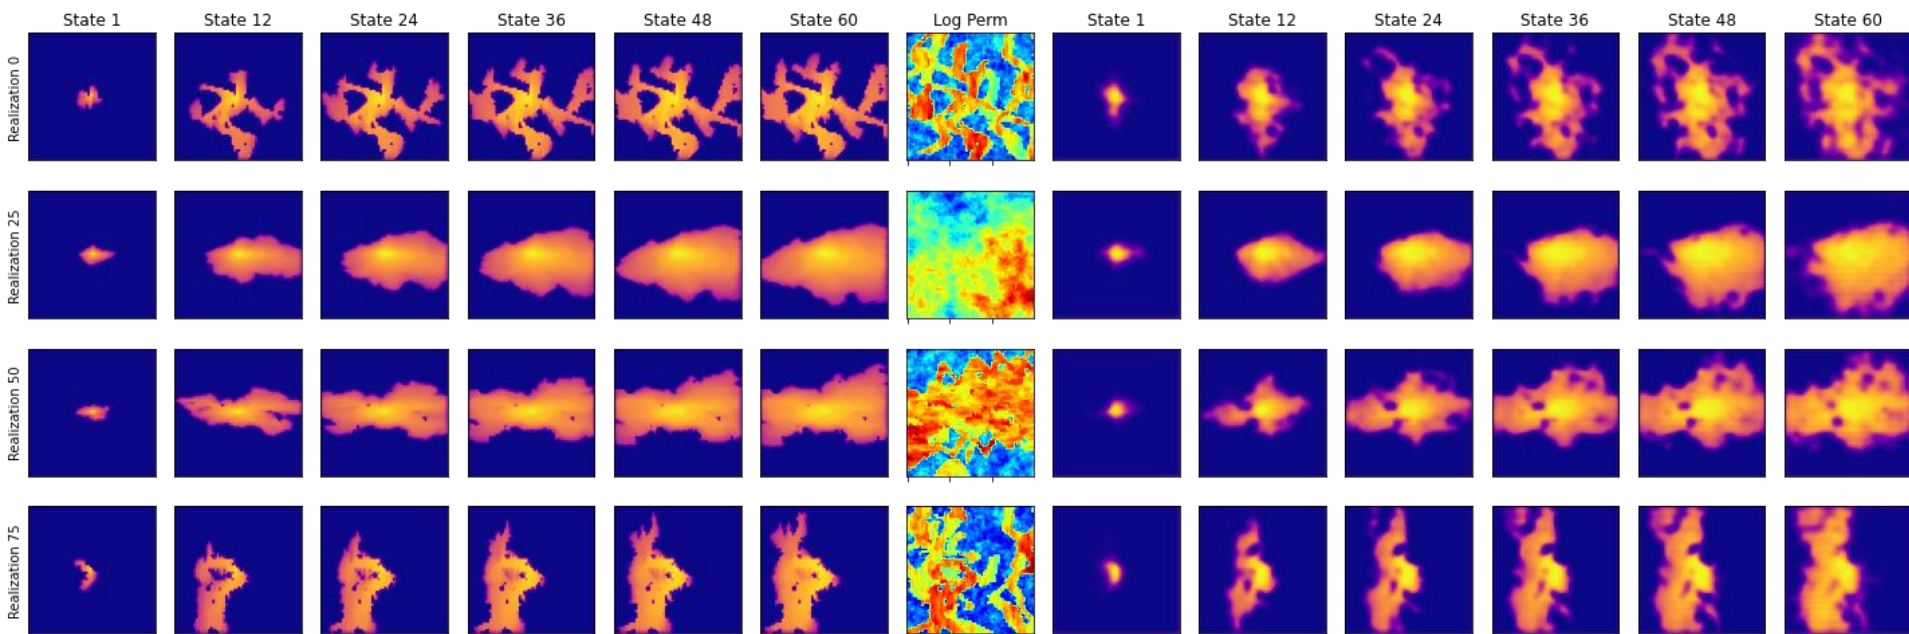 State 1 State 12 State 24 State 36 State 48 State 60 Log Perm State 1 State 12 State 24 State 36 State 48 State 60
Realization 0
Realization 25
Realization 50
Realization 75